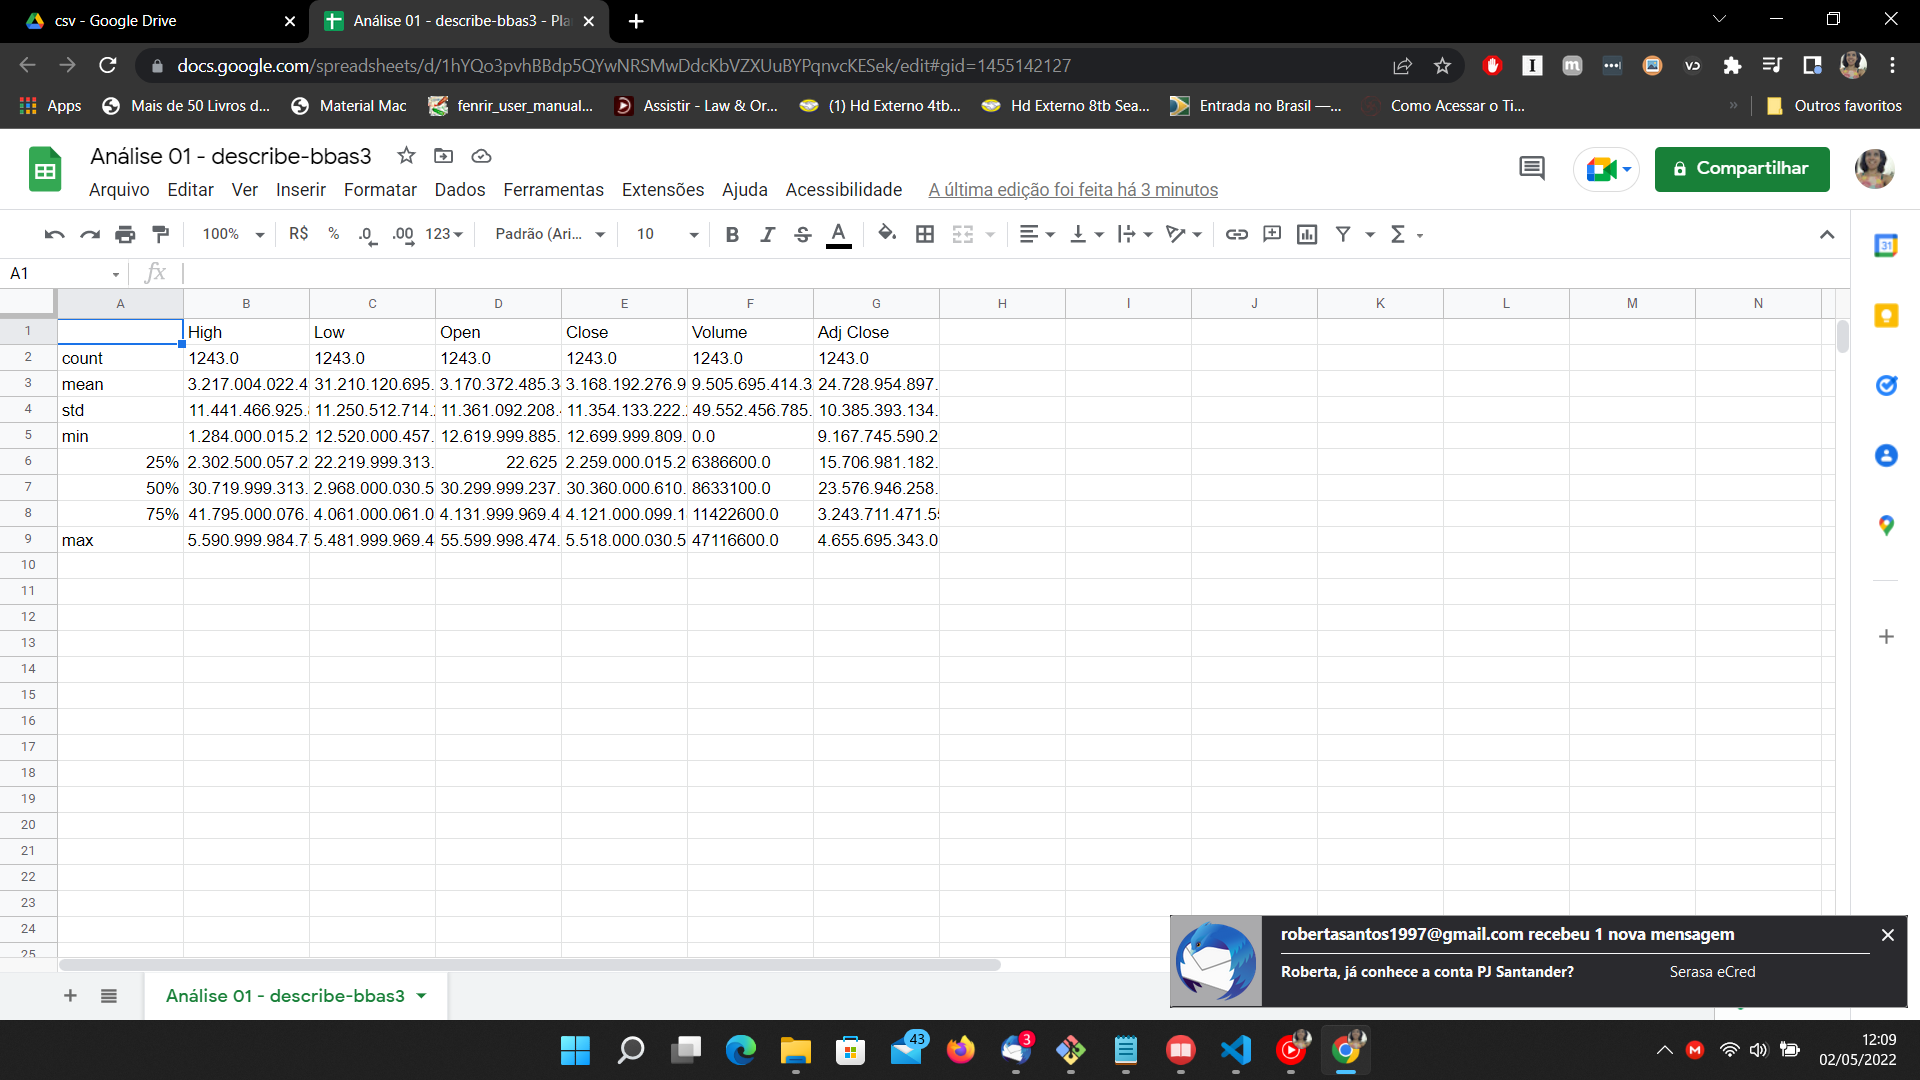 csv - Google Drive
Análise 01 - describe-bbas3 - Pla
docs.google.com/spreadsheets/d/1hYQo3pvhBBdp5QYwNRSMwDdcKbVZXUuBYPqnvcKESek/edit#gid=1455142127
Apps
Mais de 50 Livros d...
Material Mac
fenrir_user_manual...
Assistir - Law & Or...
(1) Hd Externo 4tb...
Hd Externo 8tb Sea...
Entrada no Brasil —...
Como Acessar o Ti...
»
Outros favoritos
Análise 01 - describe-bbas3
Arquivo Editar Ver Inserir Formatar Dados Ferramentas Extensões Ajuda Acessibilidade A última edição foi feita há 3 minutos
Compartilhar
100% R$ % .0 .00 123 Padrão (Ari... 10 B I S A
A1 fx
A B C D E F G H I J K L M N
1 High Low Open Close Volume Adj Close
2 count 1243.0 1243.0 1243.0 1243.0 1243.0 1243.0
3 mean 3.217.004.022.4 31.210.120.695. 3.170.372.485.3 3.168.192.276.9 9.505.695.414.3 24.728.954.897.
4 std 11.441.466.925. 11.250.512.714. 11.361.092.208. 11.354.133.222. 49.552.456.785. 10.385.393.134.
5 min 1.284.000.015.2 12.520.000.457. 12.619.999.885. 12.699.999.809. 0.0 9.167.745.590.2
6 25% 2.302.500.057.2 22.219.999.313. 22.625 2.259.000.015.2 6386600.0 15.706.981.182.
7 50% 30.719.999.313. 2.968.000.030.5 30.299.999.237. 30.360.000.610. 8633100.0 23.576.946.258.
8 75% 41.795.000.076. 4.061.000.061.0 4.131.999.969.4 4.121.000.099.1 11422600.0 3.243.711.471.5
9 max 5.590.999.984.7 5.481.999.969.4 55.599.998.474. 5.518.000.030.5 47116600.0 4.655.695.343.0
10
11
12
13
14
15
16
17
18
19
20
21
22
23
24
25
robertasantos1997@gmail.com recebeu 1 nova mensagem
Roberta, já conhece a conta PJ Santander? Serasa eCred
Análise 01 - describe-bbas3
43
3
12:09
02/05/2022